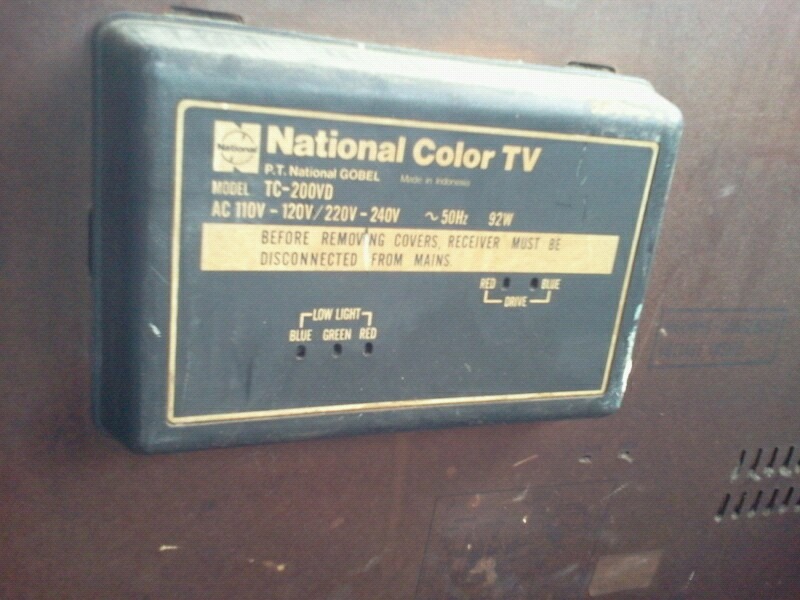 National
National Color TV
P.T. National GOBEL Made in Indonesia
MODEL TC-200VD
AC 110V - 120V/220V - 240V ~ 50Hz 92W
BEFORE REMOVING COVERS, RECEIVER MUST BE
DISCONNECTED FROM MAINS.
RED BLUE
DRIVE
LOW LIGHT
BLUE GREEN RED